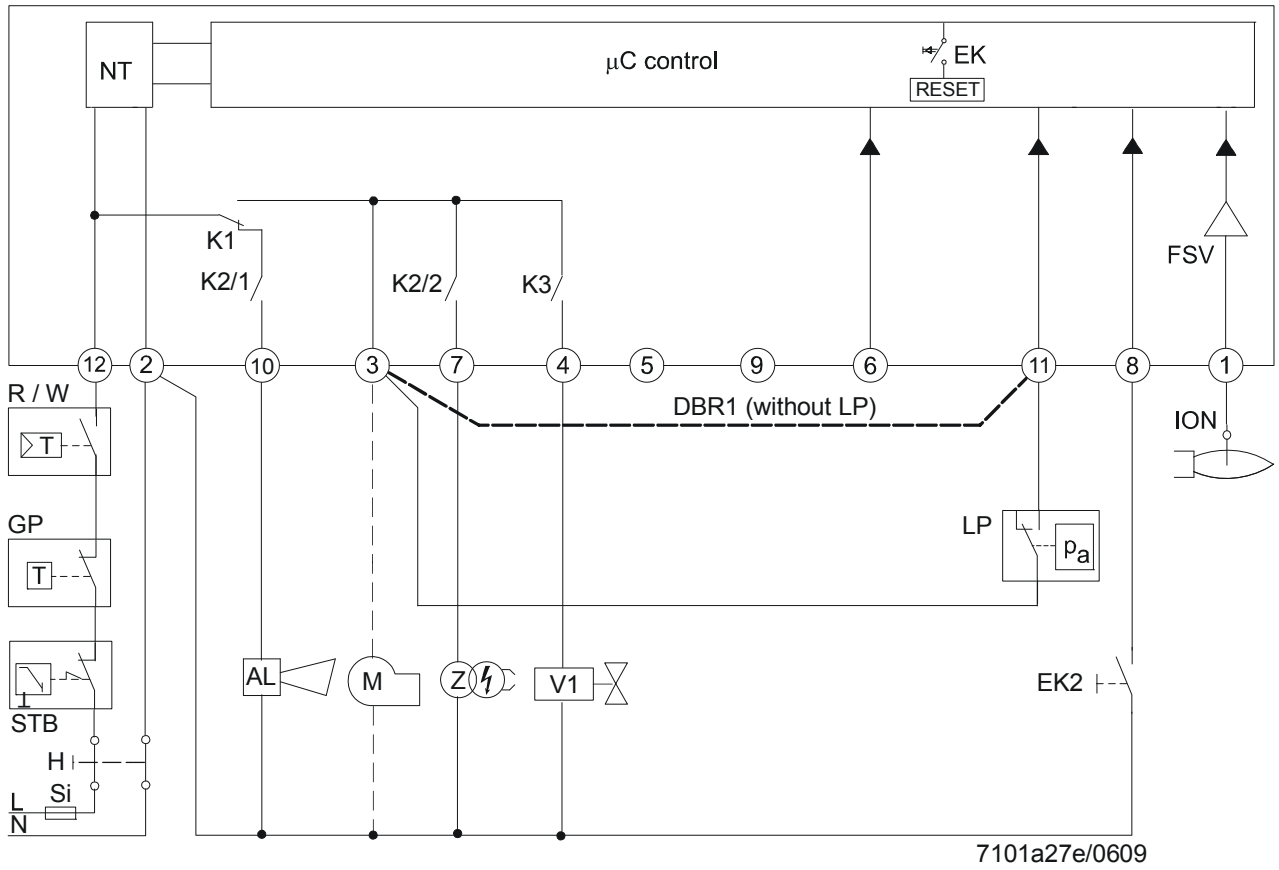 NT
μC control
EK
RESET
FSV
K1
K2/1
K2/2
K3
12
2
10
3
7
4
5
9
6
11
8
1
R / W
T
DBR1 (without LP)
ION
GP
T
LP
pa
STB
AL
M
Z
V1
EK2
H
Si
L
N
7101a27e/0609